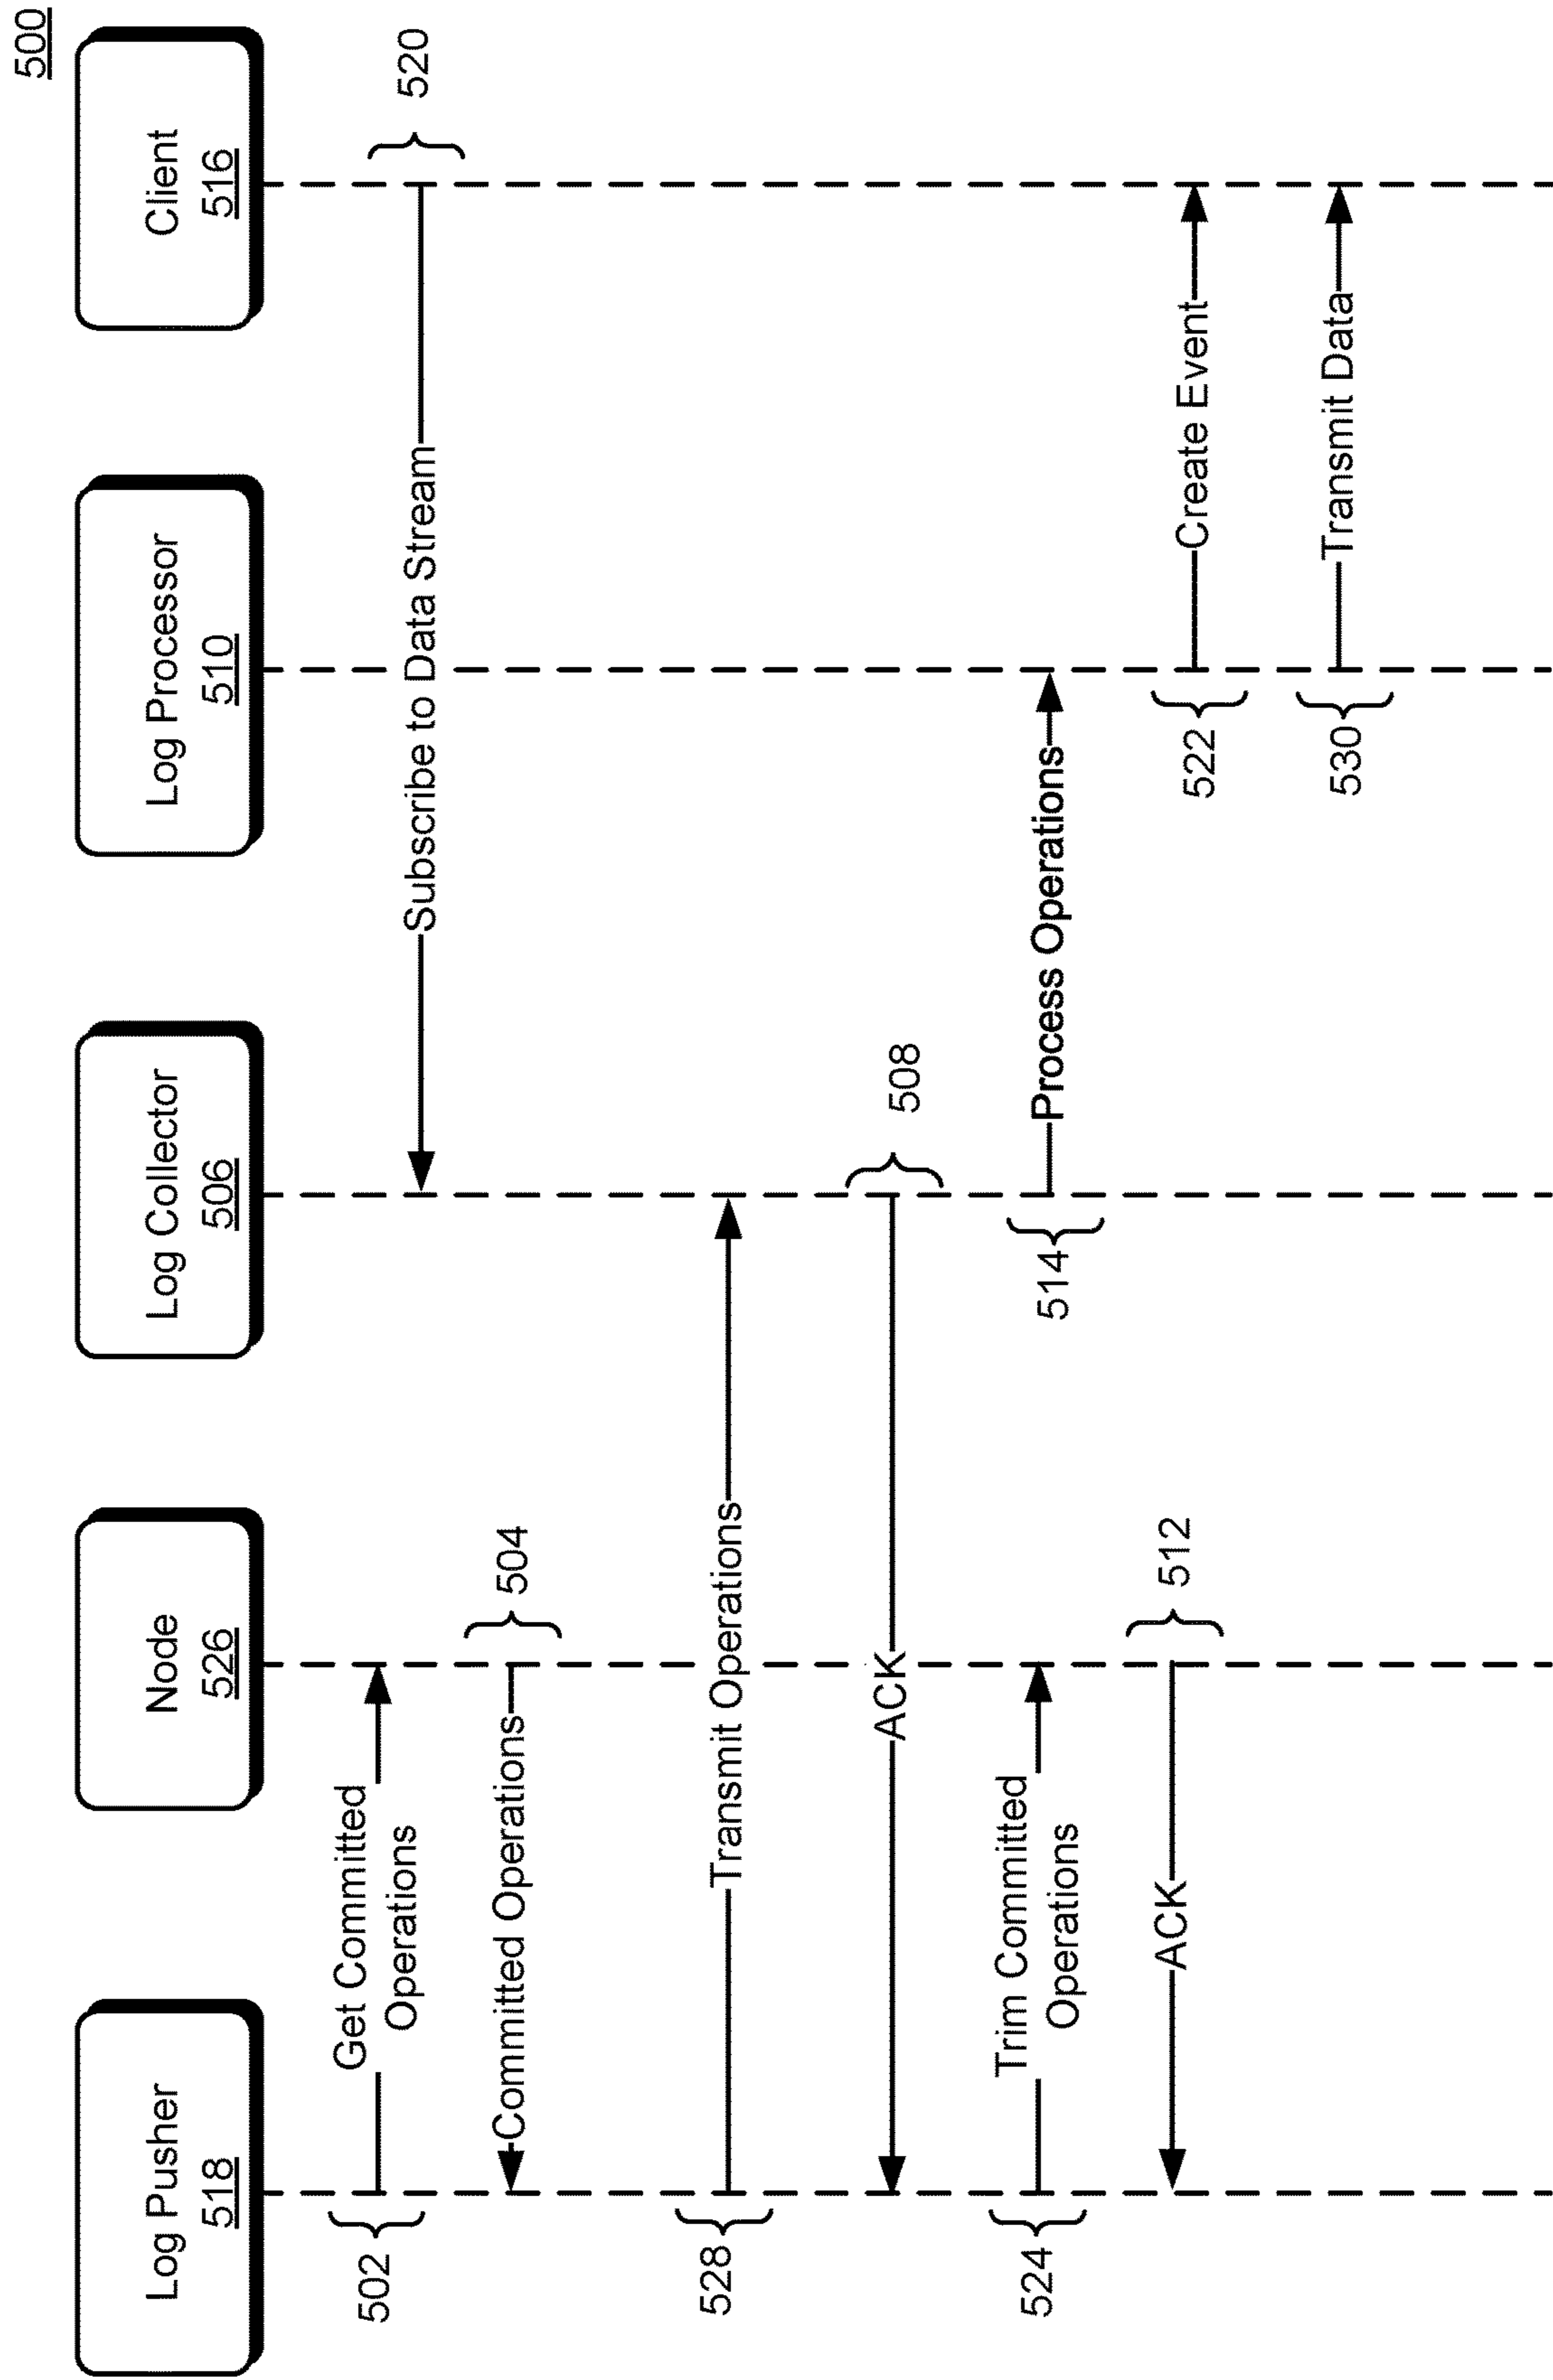 500
Log Pusher
518
Node
526
Log Collector
506
Log Processor
510
Client
516
502
Get Committed
Operations
Subscribe to Data Stream
520
Committed Operations
504
528
Transmit Operations
ACK
508
524
Trim Committed
Operations
514
Process Operations
ACK
512
522
Create Event
530
Transmit Data